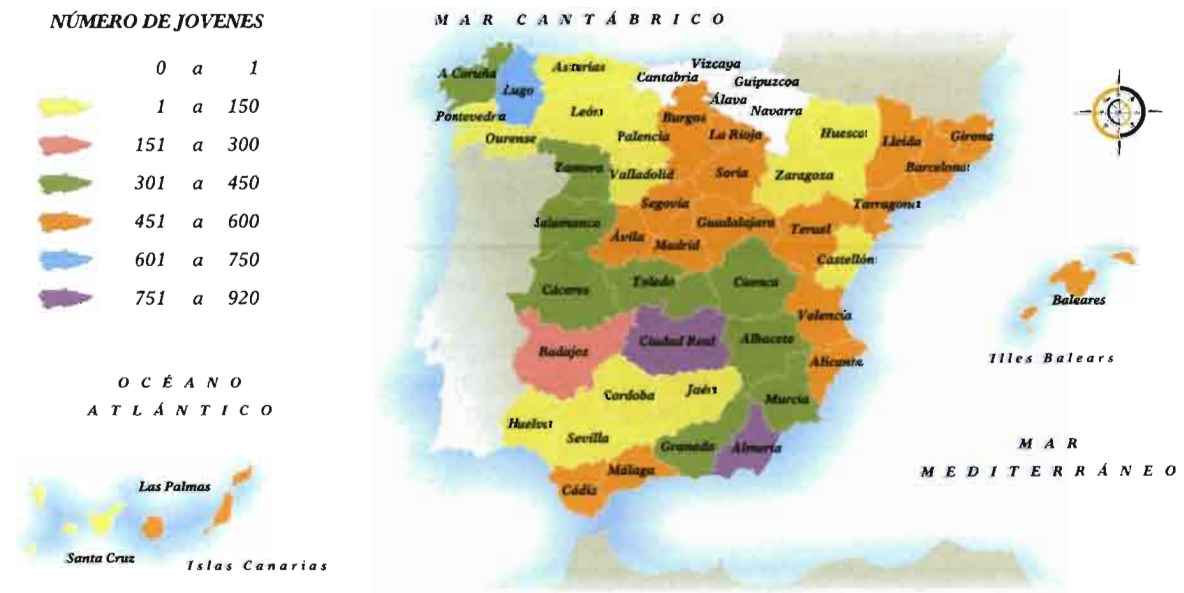 NÚMERO DE JOVENES
0 a 1
1 a 150
151 a 300
301 a 450
451 a 600
601 a 750
751 a 920
MAR CANTÁBRICO
A Coruña
Lugo
Asturias
Cantabria
Vizcaya
Guipuzcoa
Álava
Navarra
Pontevedra
Ourense
León
Palencia
Burgos
La Rioja
Huesca
Lleida
Girona
Barcelona
Zamora
Valladolid
Soria
Zaragoza
Tarragona
Salamanca
Segovia
Ávila
Madrid
Guadalajara
Teruel
Castellón
Cáceres
Toledo
Cuenca
Valencia
Baleares
Illes Balears
Badajoz
Ciudad Real
Albacete
Alicante
Cordoba
Jaén
Murcia
Huelva
Sevilla
Granada
Almería
Málaga
Cádiz
OCÉANO
ATLÁNTICO
MAR
MEDITERRÁNEO
Las Palmas
Santa Cruz
Islas Canarias